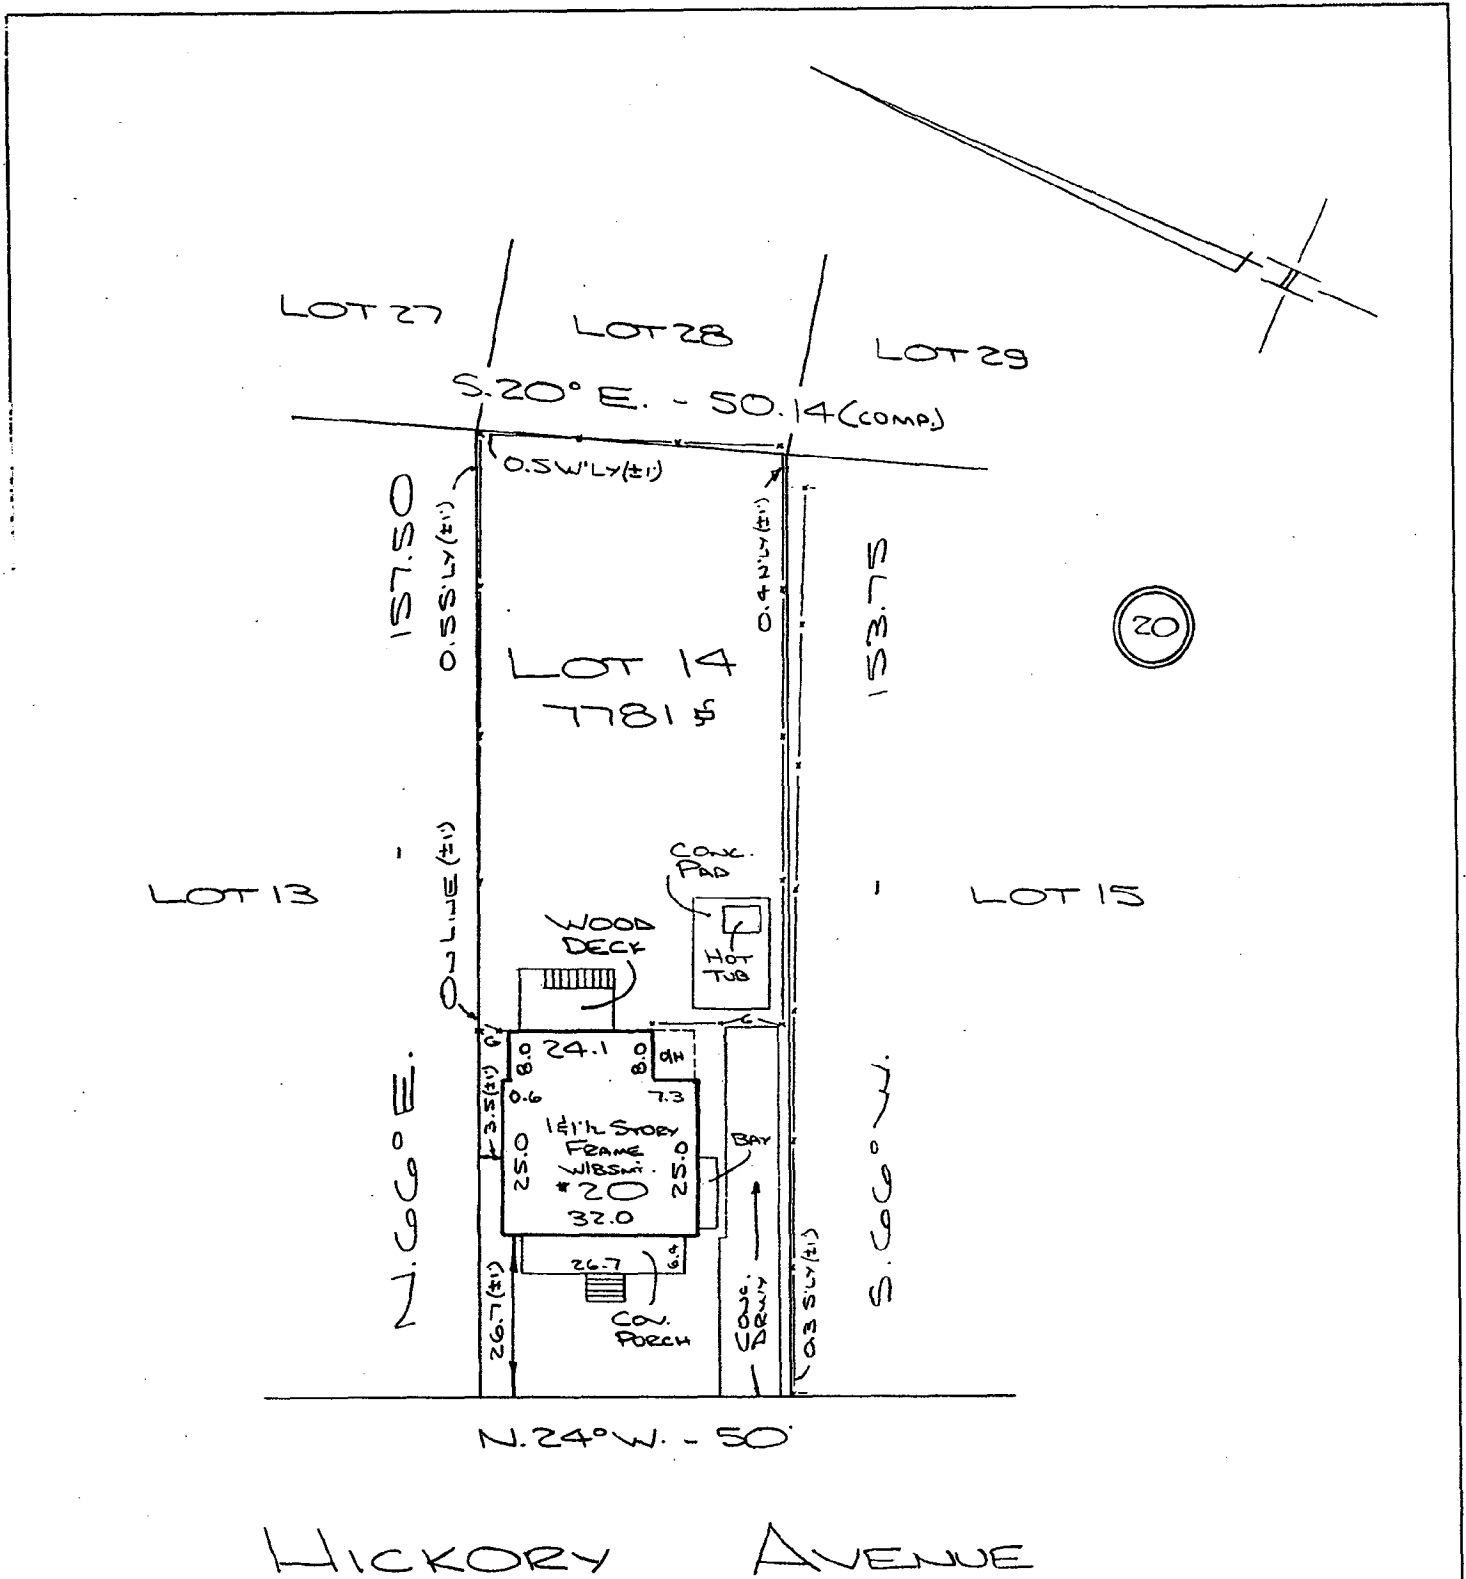 LOT 27
LOT 28
LOT 29
S.20° E. - 50.14 (COMP.)
0.5 W'LY(±1')
157.50
0.5 S'LY(±1')
0.4 N'LY(±1')
153.75
20
LOT 14
7781
LOT 13
ON LINE (±1')
-
CONC.
PAD
-
LOT 15
WOOD
DECK
HOT
TUB
G
8.0
24.1
8.0
O/H
3.5(±1')
0.6
7.3
1&1½ STORY
FRAME
W/BSMT.
#20
32.0
25.0
25.0
BAY
N.66° E.
S.66° W.
26.7
6.4
26.7(±1')
COV.
PORCH
CONC.
DRWY
0.3 S'LY(±1')
N.24° W. - 50'
HICKORY AVENUE